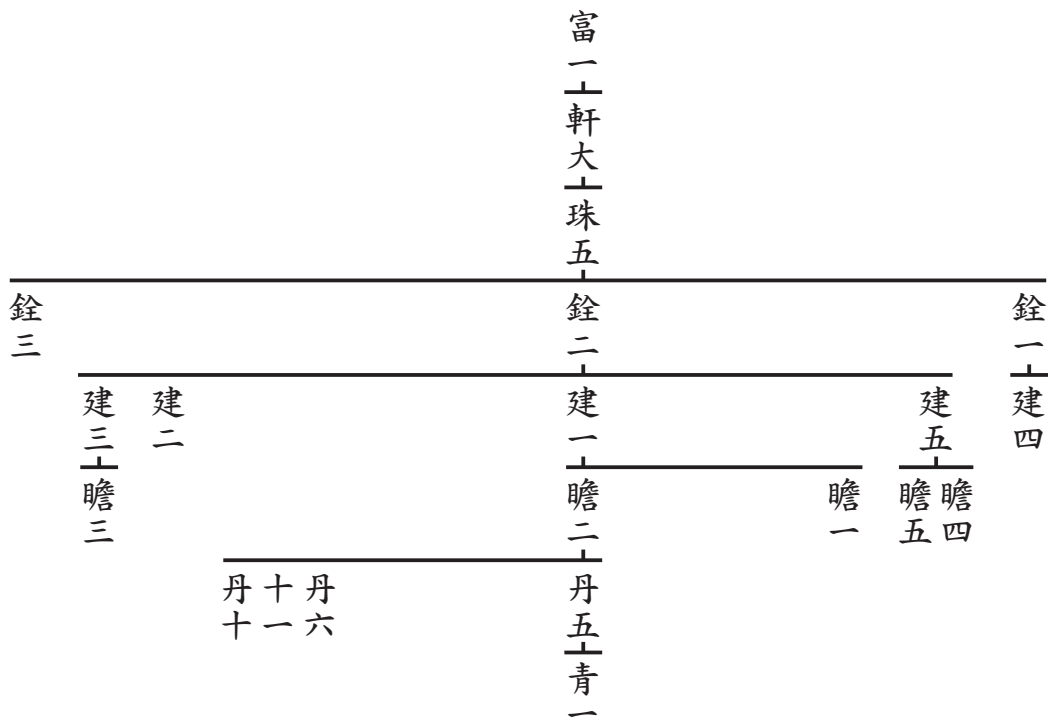 富一
軒大
珠五
銓一
銓二
銓三
建四
建五
建一
建二
建三
瞻四
瞻五
瞻一
瞻二
瞻三
丹五
丹六
十一
丹十
青一